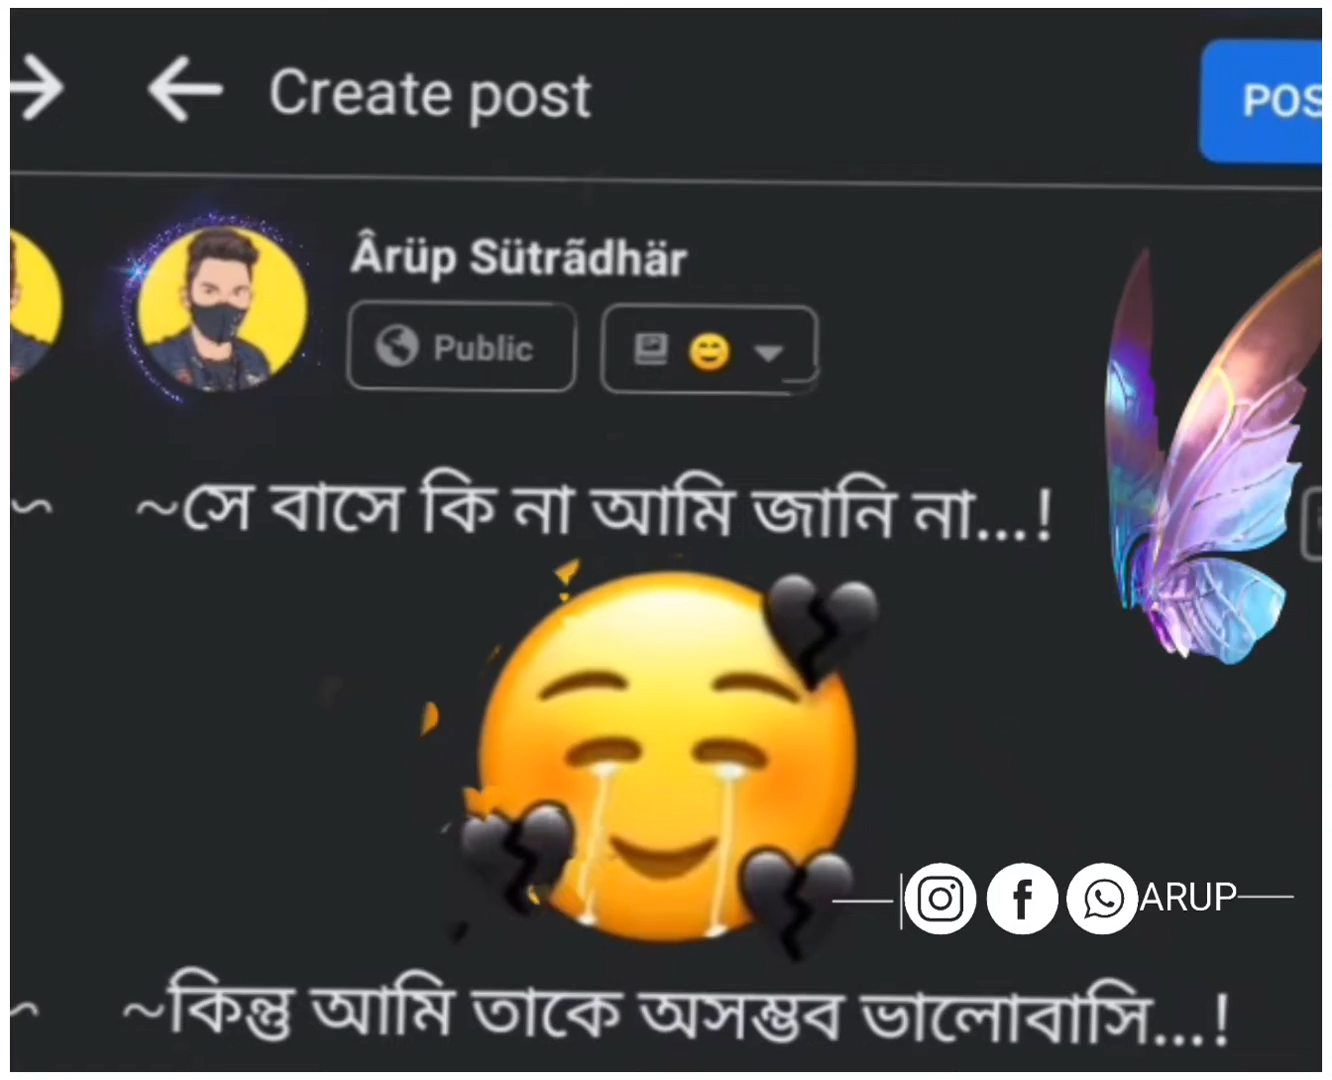 Create post
POS
Ârüp Sütrãdhär
Public
~সে বাসে কি না আমি জানি না...!
ARUP
~কিন্তু আমি তাকে অসম্ভব ভালোবাসি...!